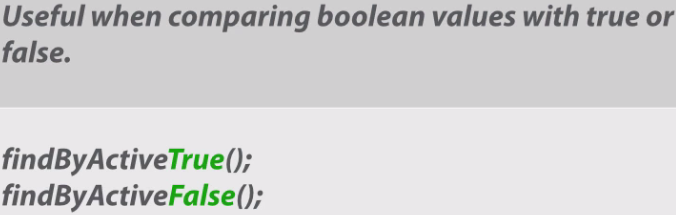 Useful when comparing boolean values with true or
false.
findByActiveTrue();
findByActiveFalse();